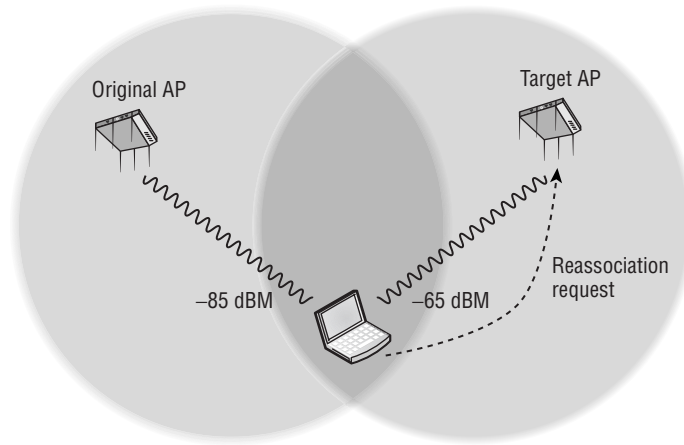 Original AP
Target AP
–85 dBM
–65 dBM
Reassociation
request